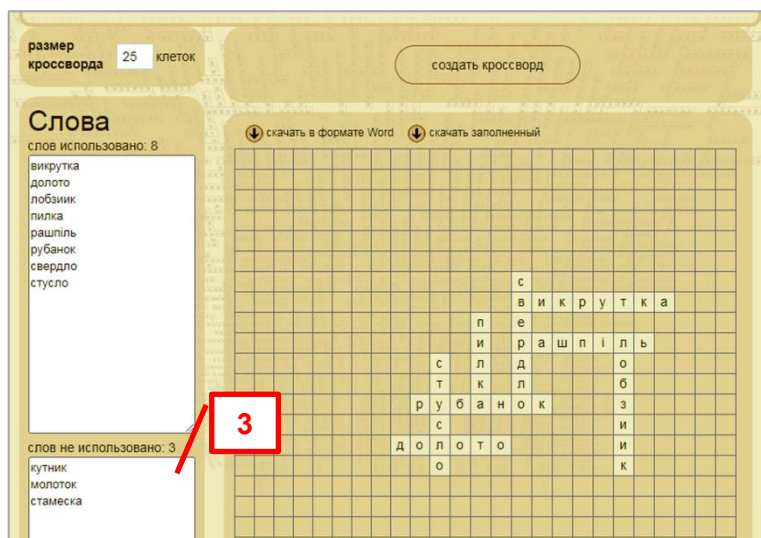 размер
кроссворда 25 клеток
создать кроссворд
Слова
слов использовано: 8
викрутка
долото
лобзиик
пилка
рашпіль
рубанок
свердло
стусло
слов не использовано: 3
кутник
молоток
стамеска
3
скачать в формате Word скачать заполненный
с
в и к р у т к а
п е
и р а ш п і л ь
с л д о
т к л б
р у б а н о к з
с и
д о л о т о и
о к